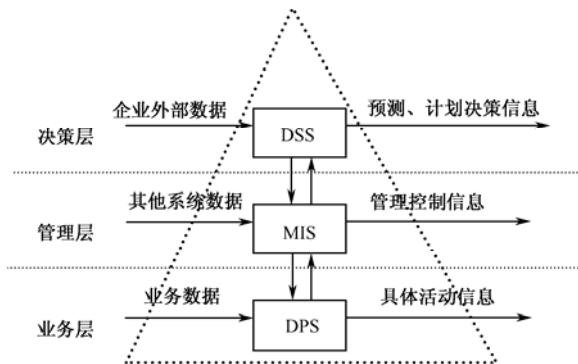 企业外部数据
预测、计划决策信息
决策层
DSS
其他系统数据
管理控制信息
管理层
MIS
业务数据
具体活动信息
业务层
DPS